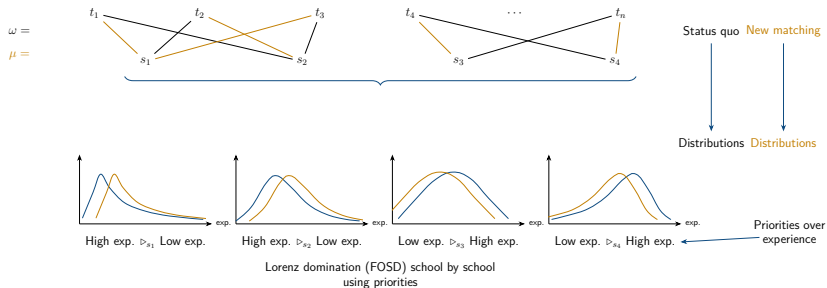 t₁ t₂ t₃ t₄ ⋯ tₙ
ω = Status quo New matching
μ = s₁ s₂ s₃ s₄
Distributions Distributions
exp. exp. exp. exp.
High exp. ▷ₛ₁ Low exp. High exp. ▷ₛ₂ Low exp. Low exp. ▷ₛ₃ High exp. Low exp. ▷ₛ₄ High exp.
Priorities over
experience
Lorenz domination (FOSD) school by school
using priorities